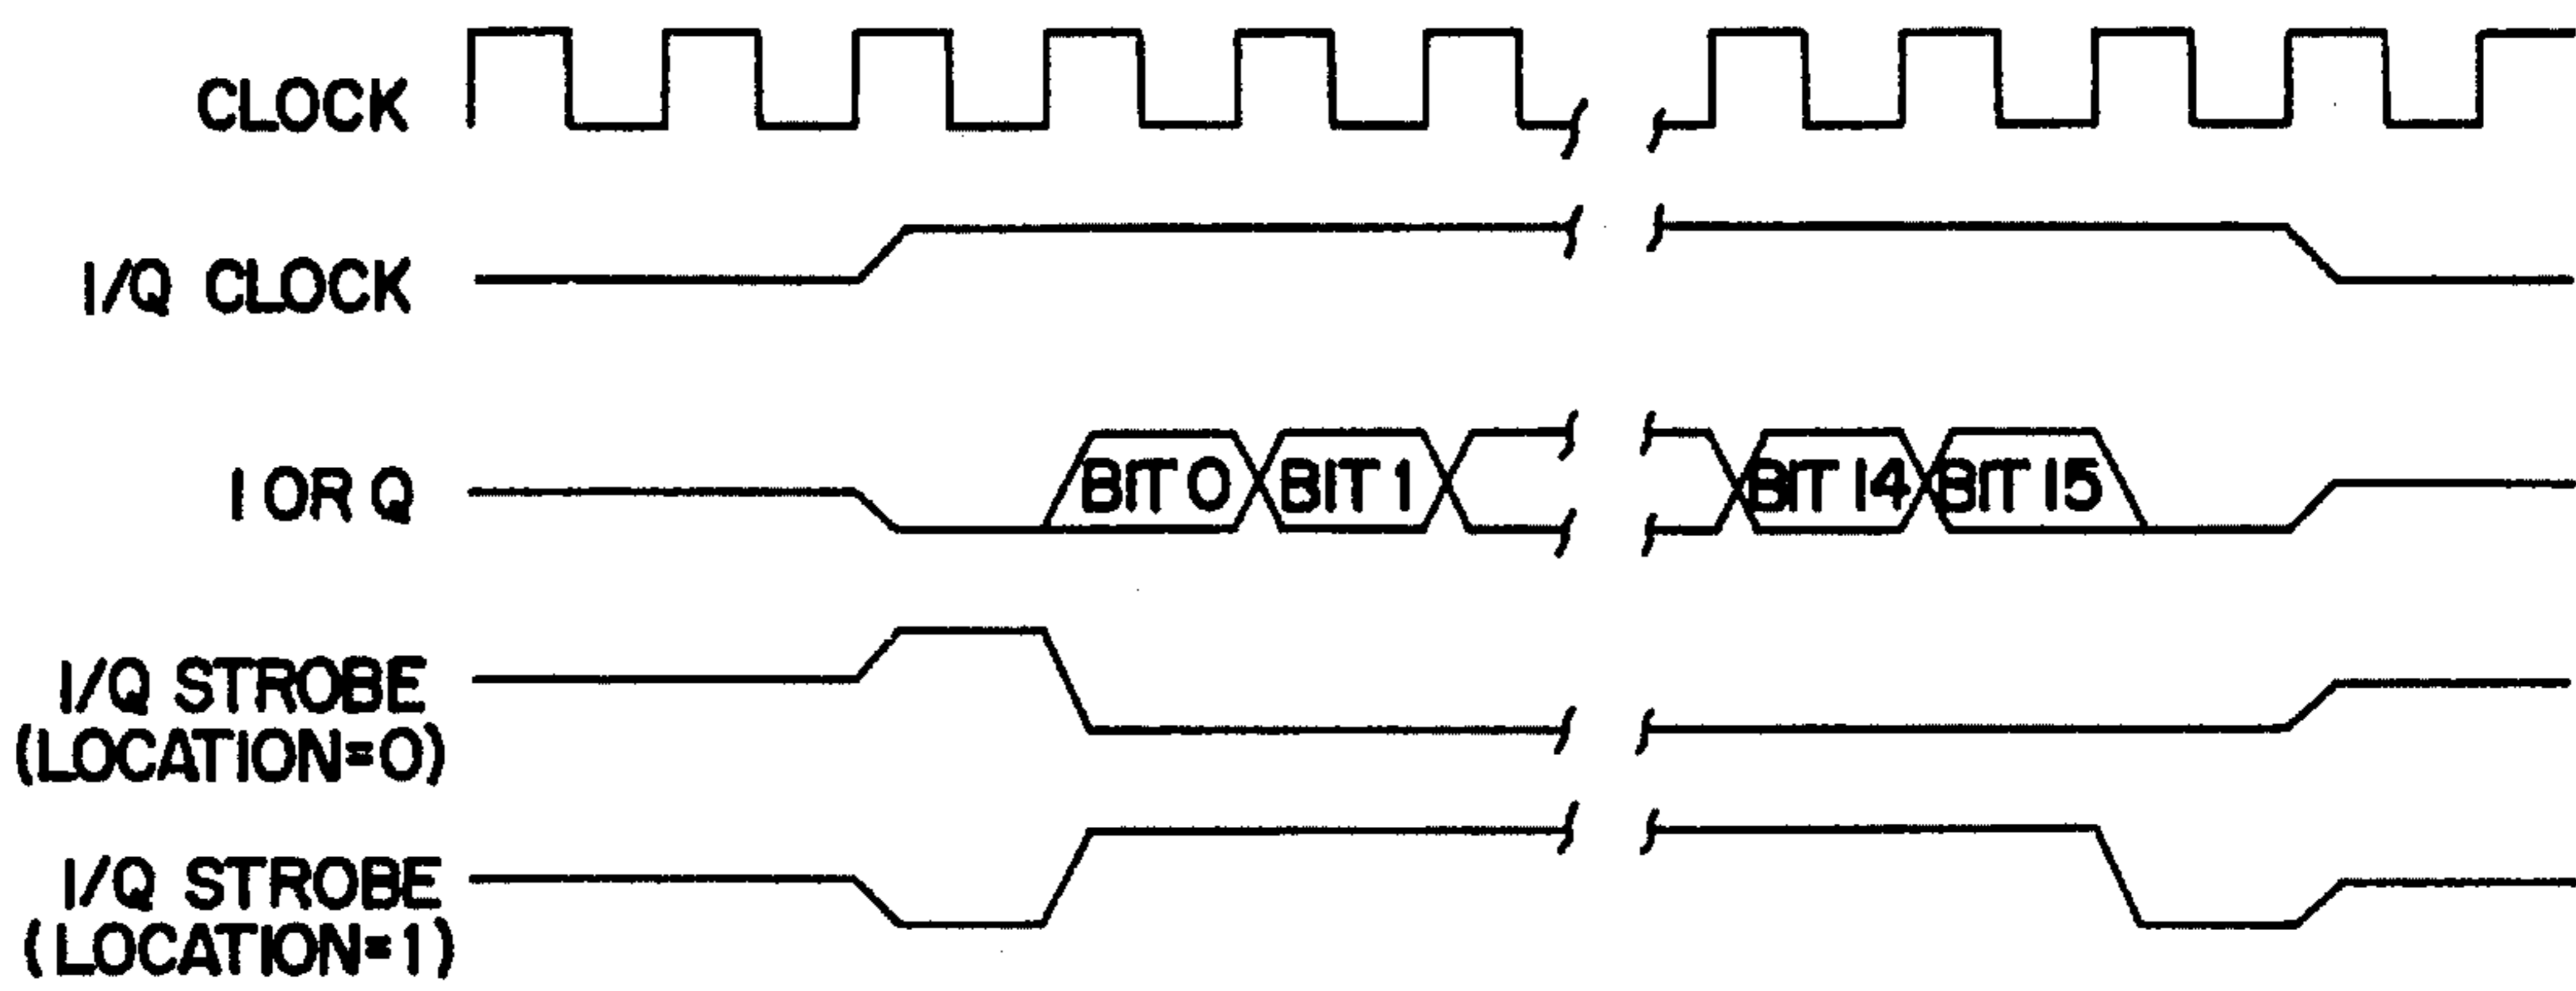 CLOCK
I/Q CLOCK
I OR Q
BIT 0 BIT 1 BIT 14 BIT 15
I/Q STROBE
(LOCATION=0)
I/Q STROBE
(LOCATION=1)